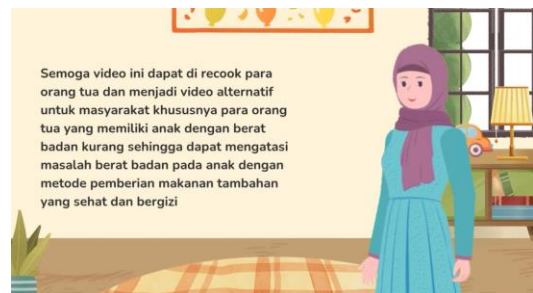 Semoga video ini dapat di recook para
orang tua dan menjadi video alternatif
untuk masyarakat khususnya para orang
tua yang memiliki anak dengan berat
badan kurang sehingga dapat mengatasi
masalah berat badan pada anak dengan
metode pemberian makanan tambahan
yang sehat dan bergizi